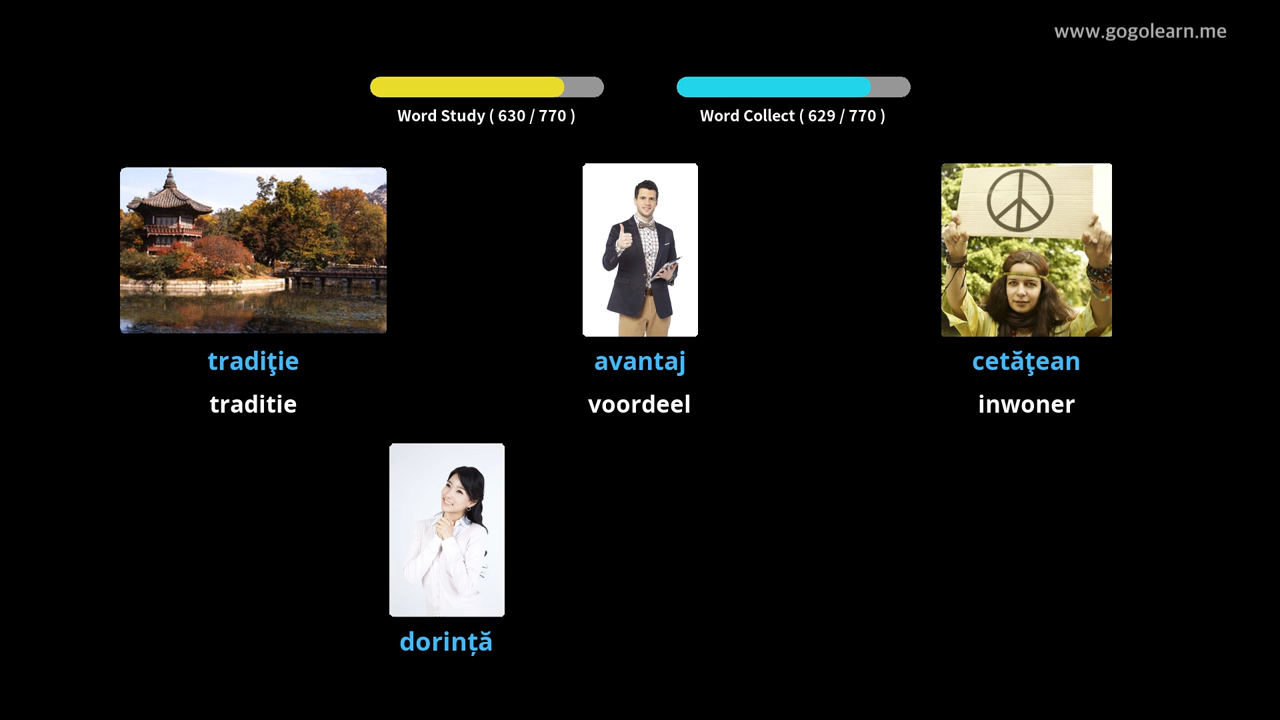 www.gogolearn.me
Word Study ( 630 / 770 )
Word Collect ( 629 / 770 )
tradiţie
avantaj
cetăţean
traditie
voordeel
inwoner
dorință